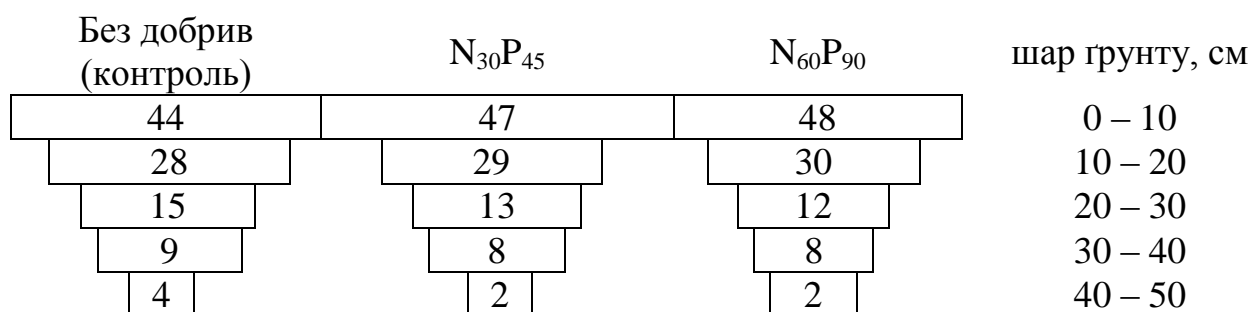 Без добрив
(контроль)
N₃₀P₄₅
N₆₀P₉₀
шар ґрунту, см
44 47 48 0 – 10
28 29 30 10 – 20
15 13 12 20 – 30
9 8 8 30 – 40
4 2 2 40 – 50